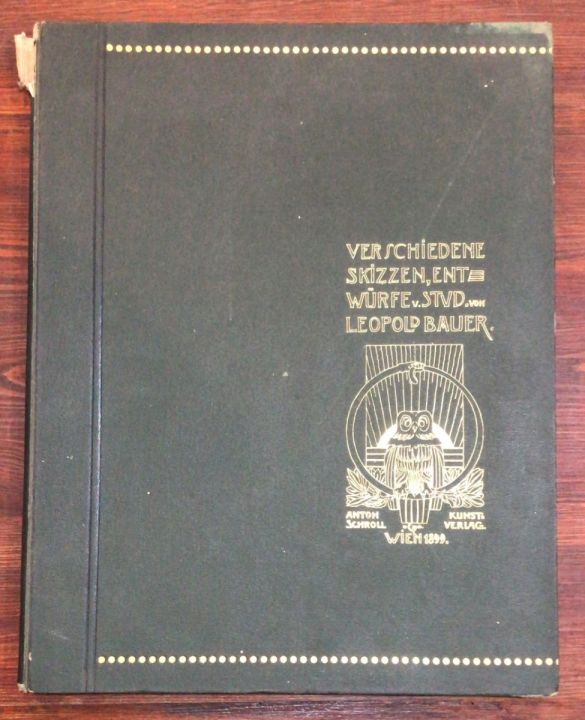 VERSCHIEDENE
SKIZZEN, ENT=
WÜRFE V. STVD. VON
LEOPOLD BAUER.
ANTON KUNST=
SCHROLL VERLAG.
WIEN 1899.